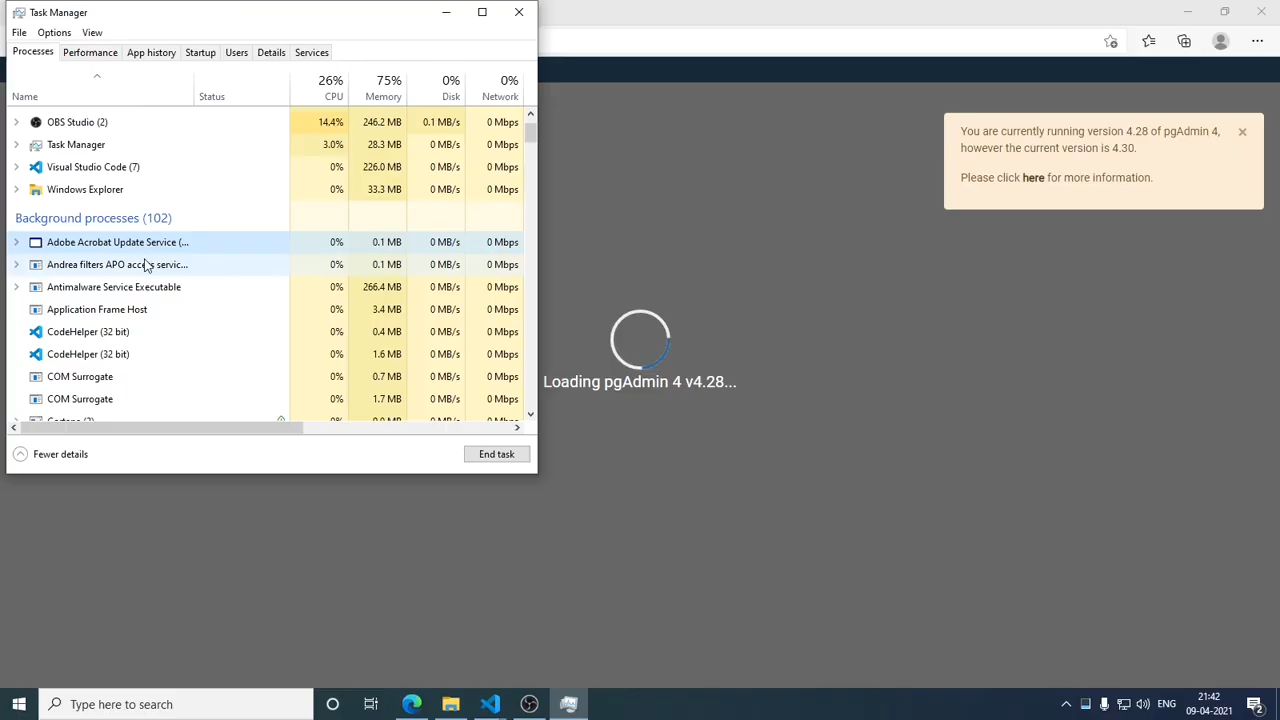 Task Manager
File Options View
Processes Performance App history Startup Users Details Services
26% 75% 0% 0%
Name Status CPU Memory Disk Network
OBS Studio (2) 14.4% 246.2 MB 0.1 MB/s 0 Mbps
Task Manager 3.0% 28.3 MB 0 MB/s 0 Mbps
Visual Studio Code (7) 0% 226.0 MB 0 MB/s 0 Mbps
Windows Explorer 0% 33.3 MB 0 MB/s 0 Mbps
Background processes (102)
Adobe Acrobat Update Service (... 0% 0.1 MB 0 MB/s 0 Mbps
Andrea filters APO access servic... 0% 0.1 MB 0 MB/s 0 Mbps
Antimalware Service Executable 0% 266.4 MB 0 MB/s 0 Mbps
Application Frame Host 0% 3.4 MB 0 MB/s 0 Mbps
CodeHelper (32 bit) 0% 0.4 MB 0 MB/s 0 Mbps
CodeHelper (32 bit) 0% 1.6 MB 0 MB/s 0 Mbps
COM Surrogate 0% 0.7 MB 0 MB/s 0 Mbps
COM Surrogate 0% 1.7 MB 0 MB/s 0 Mbps
Fewer details End task
You are currently running version 4.28 of pgAdmin 4,
however the current version is 4.30.
Please click here for more information.
Loading pgAdmin 4 v4.28...
Type here to search
ENG
21:42
09-04-2021
2